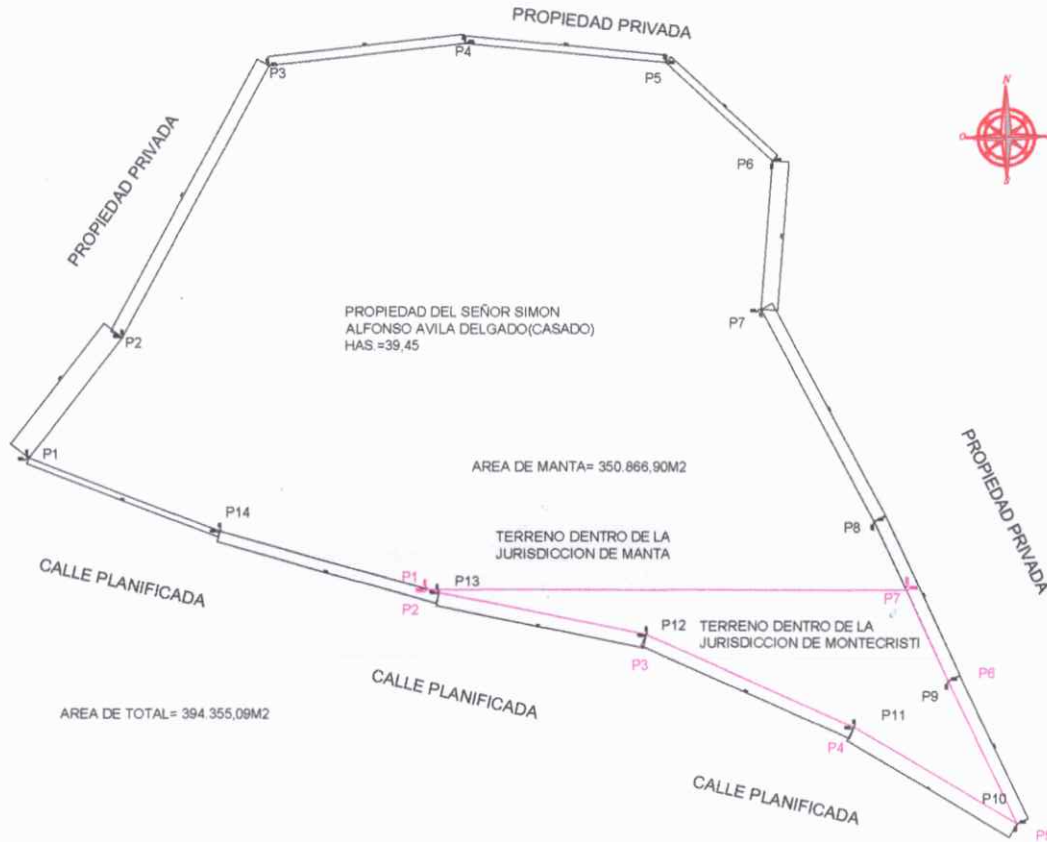 PROPIEDAD PRIVADA
P4
P3
P5
N
O
S
PROPIEDAD PRIVADA
P6
P2
PROPIEDAD DEL SEÑOR SIMON
ALFONSO AVILA DELGADO(CASADO)
HAS.=39,45
P7
P1
AREA DE MANTA= 350.866,90M2
PROPIEDAD PRIVADA
P14
P8
TERRENO DENTRO DE LA
JURISDICCION DE MANTA
CALLE PLANIFICADA
P1
P13
P2
P7
P12
TERRENO DENTRO DE LA
JURISDICCION DE MONTECRISTI
P3
P6
P9
CALLE PLANIFICADA
AREA DE TOTAL= 394.355,09M2
P11
P4
CALLE PLANIFICADA
P10